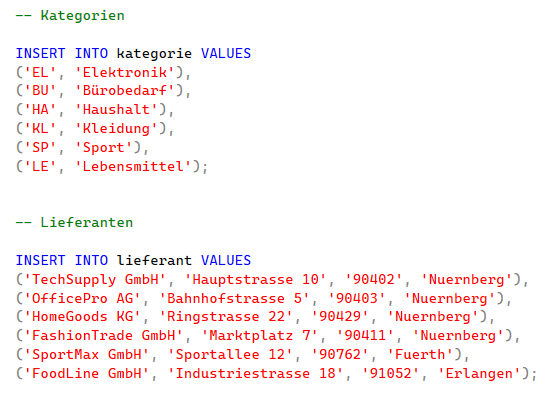 -- Kategorien
INSERT INTO kategorie VALUES
('EL', 'Elektronik'),
('BU', 'Bürobedarf'),
('HA', 'Haushalt'),
('KL', 'Kleidung'),
('SP', 'Sport'),
('LE', 'Lebensmittel');
-- Lieferanten
INSERT INTO lieferant VALUES
('TechSupply GmbH', 'Hauptstrasse 10', '90402', 'Nuernberg'),
('OfficePro AG', 'Bahnhofstrasse 5', '90403', 'Nuernberg'),
('HomeGoods KG', 'Ringstrasse 22', '90429', 'Nuernberg'),
('FashionTrade GmbH', 'Marktplatz 7', '90411', 'Nuernberg'),
('SportMax GmbH', 'Sportallee 12', '90762', 'Fuerth'),
('FoodLine GmbH', 'Industriestrasse 18', '91052', 'Erlangen');